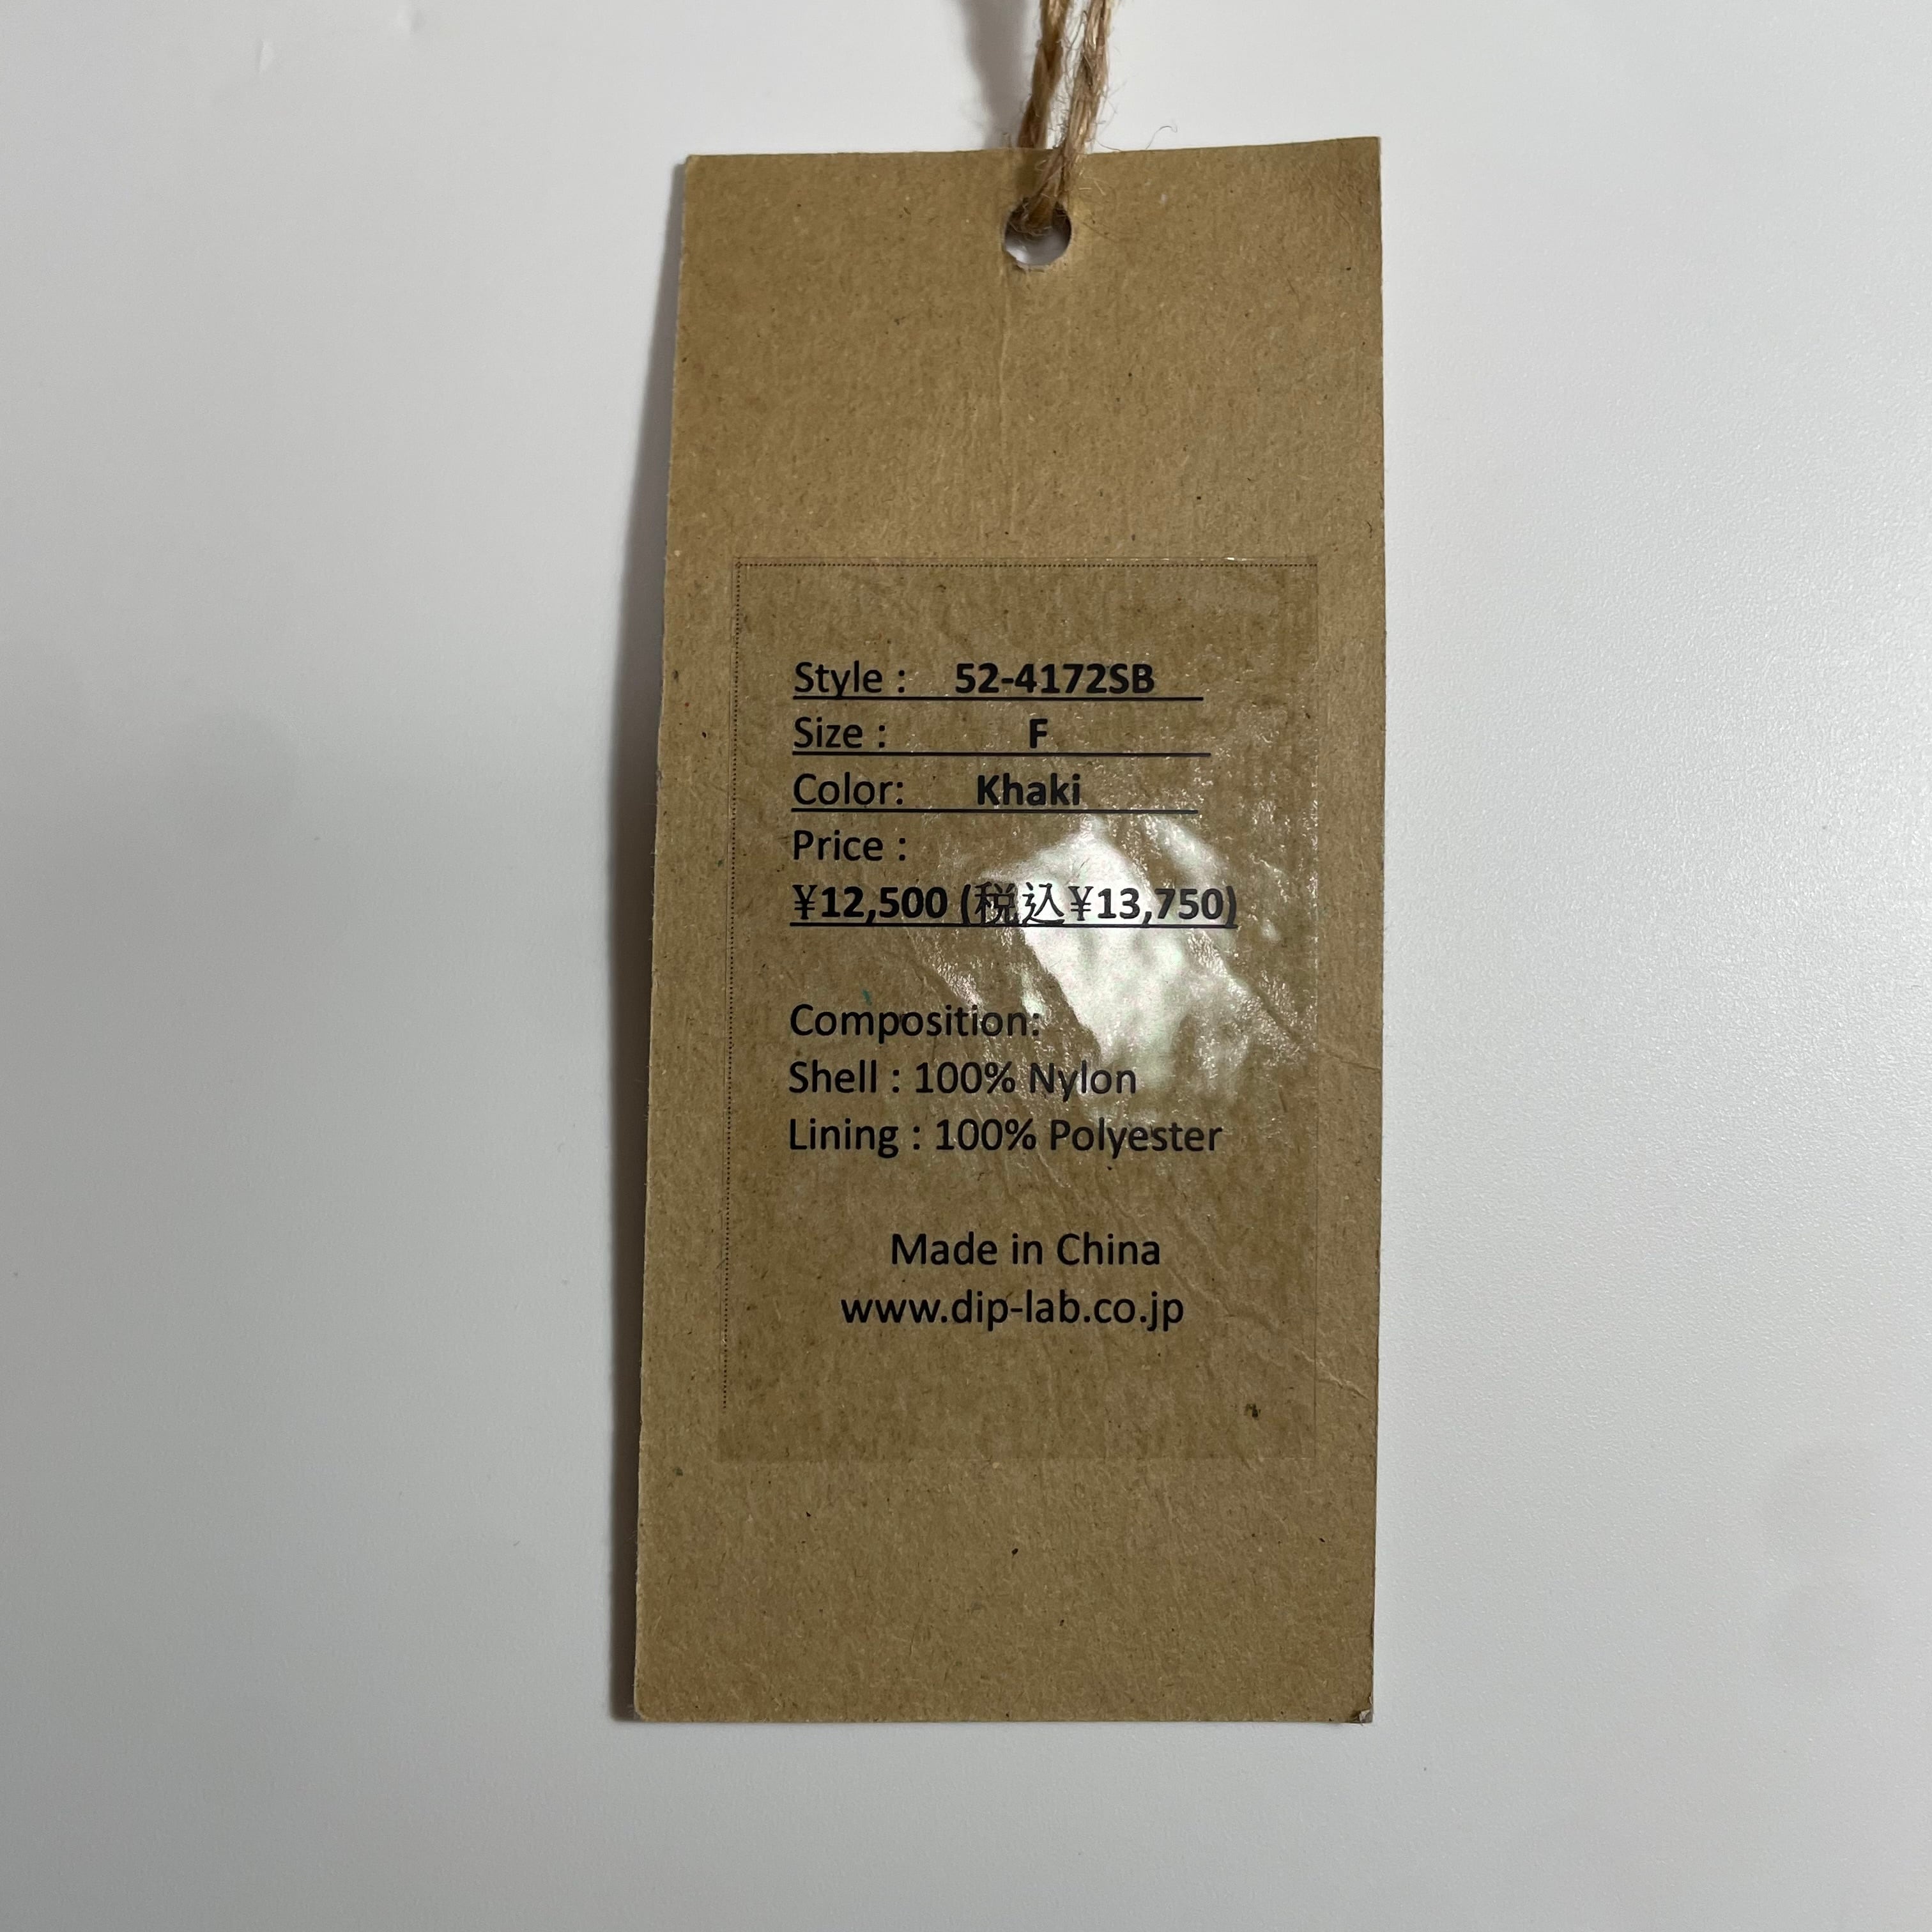 Style : 52-4172SB
Size : F
Color: Khaki
Price :
¥12,500 (税込¥13,750)
Composition:
Shell : 100% Nylon
Lining : 100% Polyester
Made in China
www.dip-lab.co.jp